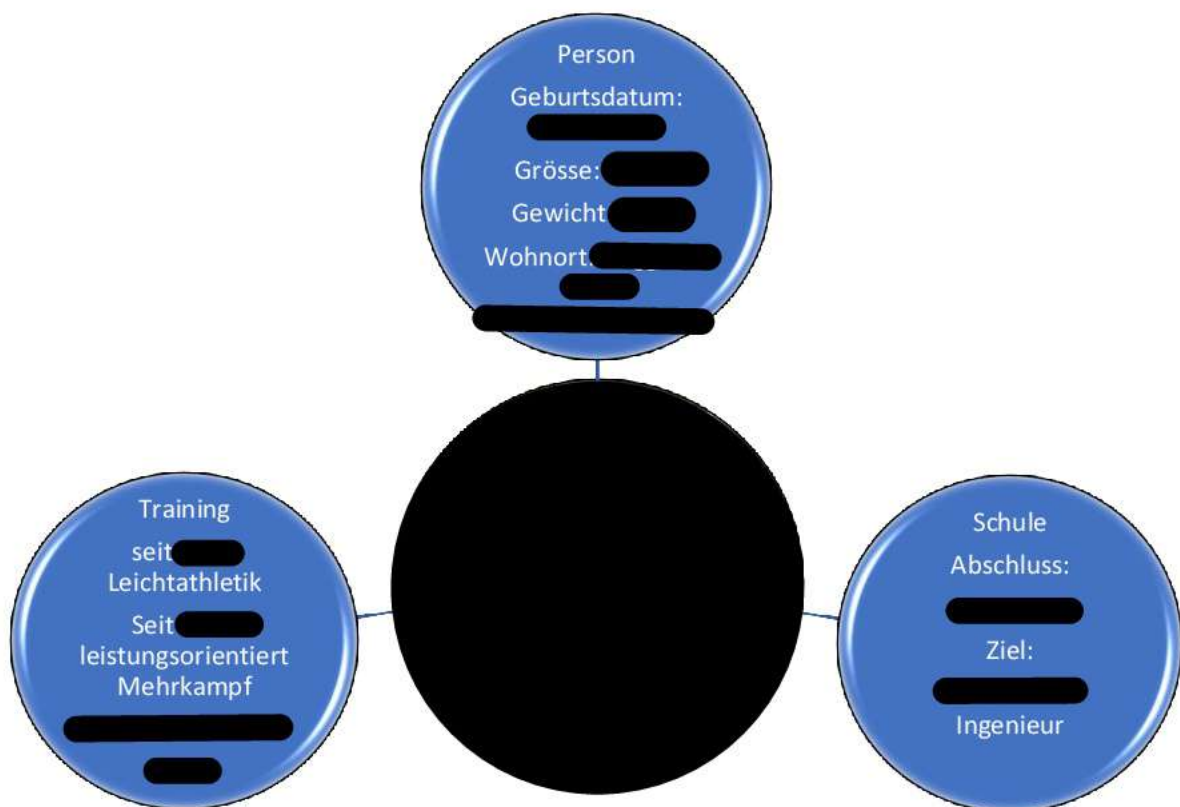 Person
Geburtsdatum:
Grösse:
Gewicht
Wohnort:
Training
seit
Leichtathletik
Seit
leistungsorientiert
Mehrkampf
Schule
Abschluss:
Ziel:
Ingenieur